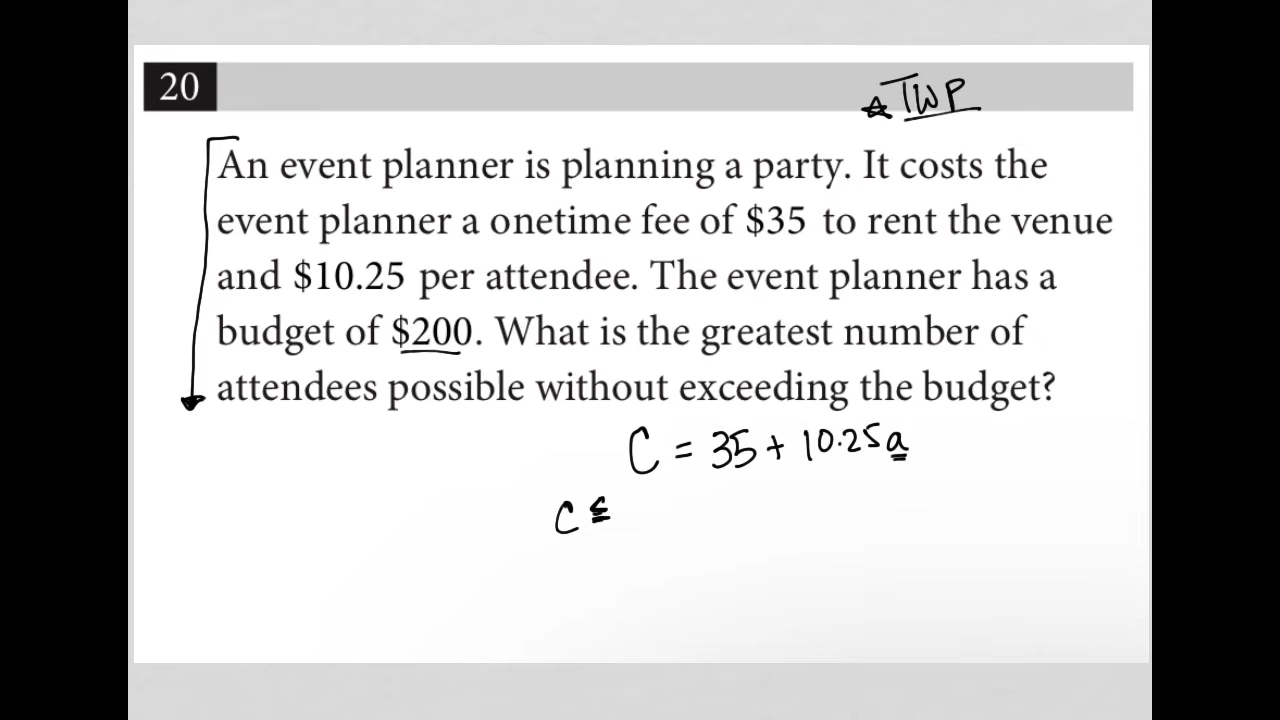 20
☆ TWP
An event planner is planning a party. It costs the
event planner a onetime fee of $35 to rent the venue
and $10.25 per attendee. The event planner has a
budget of $200. What is the greatest number of
attendees possible without exceeding the budget?
C = 35 + 10.25a
C ≤